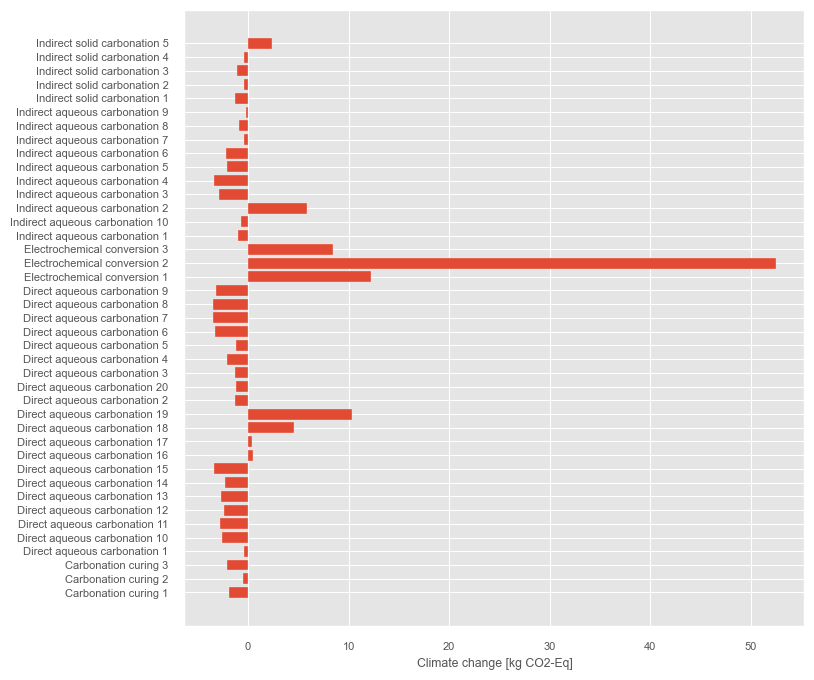 Indirect solid carbonation 5
Indirect solid carbonation 4
Indirect solid carbonation 3
Indirect solid carbonation 2
Indirect solid carbonation 1
Indirect aqueous carbonation 9
Indirect aqueous carbonation 8
Indirect aqueous carbonation 7
Indirect aqueous carbonation 6
Indirect aqueous carbonation 5
Indirect aqueous carbonation 4
Indirect aqueous carbonation 3
Indirect aqueous carbonation 2
Indirect aqueous carbonation 10
Indirect aqueous carbonation 1
Electrochemical conversion 3
Electrochemical conversion 2
Electrochemical conversion 1
Direct aqueous carbonation 9
Direct aqueous carbonation 8
Direct aqueous carbonation 7
Direct aqueous carbonation 6
Direct aqueous carbonation 5
Direct aqueous carbonation 4
Direct aqueous carbonation 3
Direct aqueous carbonation 20
Direct aqueous carbonation 2
Direct aqueous carbonation 19
Direct aqueous carbonation 18
Direct aqueous carbonation 17
Direct aqueous carbonation 16
Direct aqueous carbonation 15
Direct aqueous carbonation 14
Direct aqueous carbonation 13
Direct aqueous carbonation 12
Direct aqueous carbonation 11
Direct aqueous carbonation 10
Direct aqueous carbonation 1
Carbonation curing 3
Carbonation curing 2
Carbonation curing 1
0 10 20 30 40 50
Climate change [kg CO2-Eq]